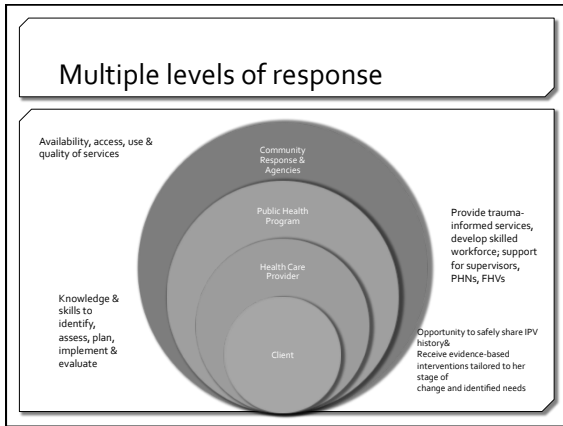 Multiple levels of response
Availability, access, use &
quality of services
Community
Response &
Agencies
Public Health
Program
Health Care
Provider
Client
Provide trauma-
informed services,
develop skilled
workforce; support
for supervisors,
PHNs, FHVs
Knowledge &
skills to
identify,
assess, plan,
implement &
evaluate
Opportunity to safely share IPV
history&
Receive evidence-based
interventions tailored to her
stage of
change and identified needs